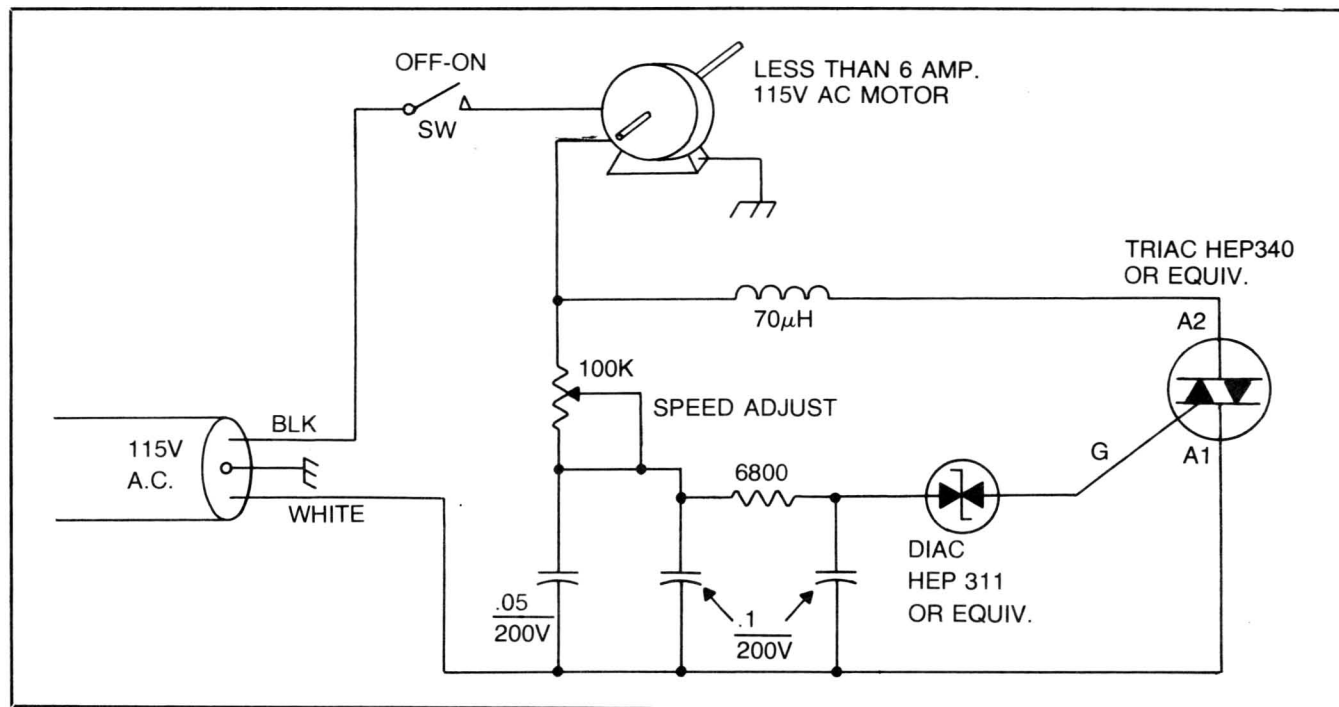 OFF-ON
SW
LESS THAN 6 AMP.
115V AC MOTOR
TRIAC HEP340
OR EQUIV.
A2
70μH
100K
SPEED ADJUST
BLK
115V
A.C.
WHITE
6800
G
A1
DIAC
HEP 311
OR EQUIV.
.05
200V
.1
200V